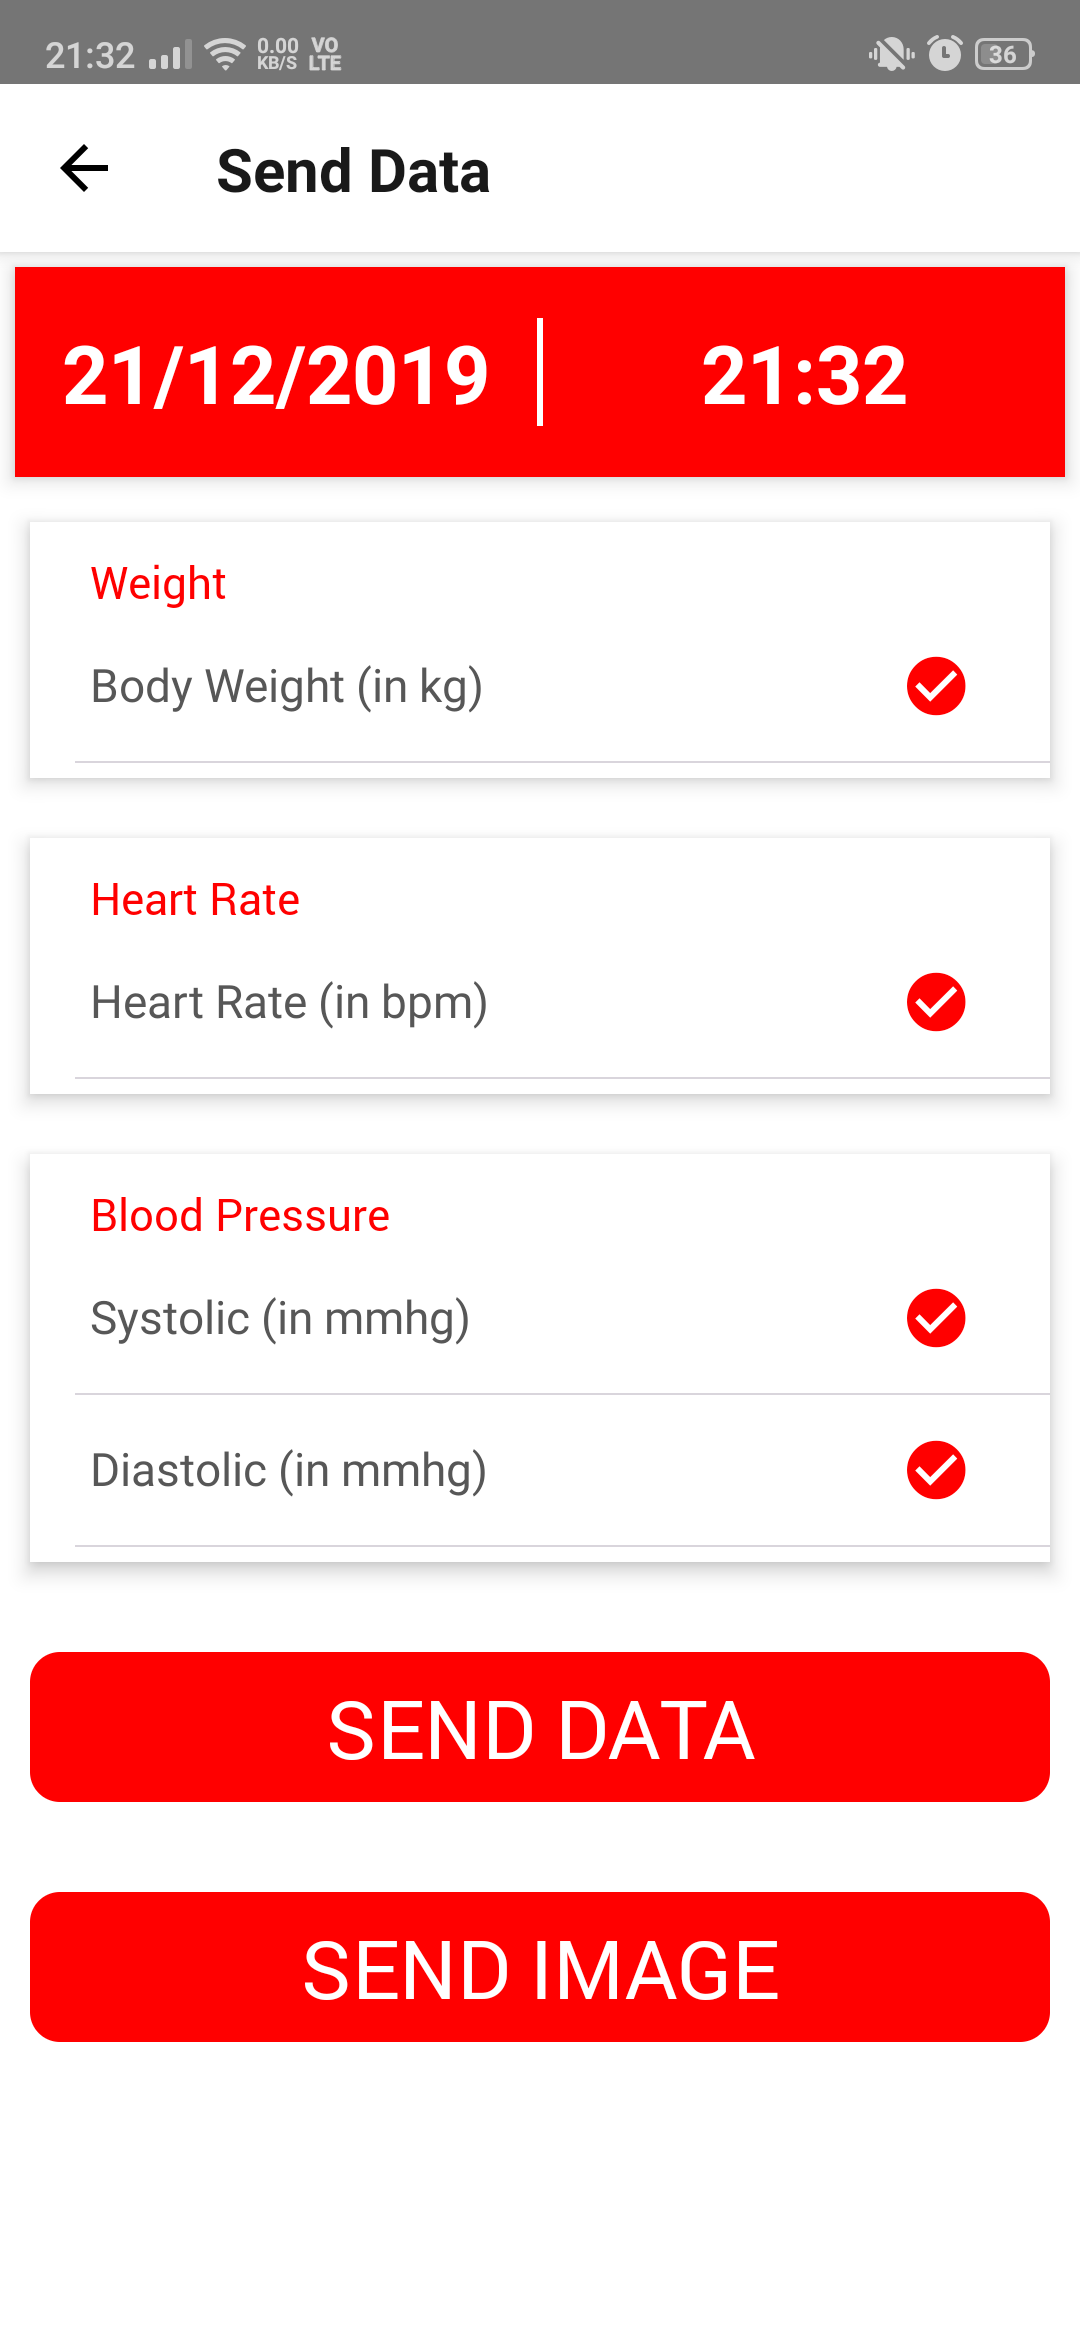 21:32 0.00 KB/S VO LTE 36
Send Data
21/12/2019 21:32
Weight
Body Weight (in kg)
Heart Rate
Heart Rate (in bpm)
Blood Pressure
Systolic (in mmhg)
Diastolic (in mmhg)
SEND DATA
SEND IMAGE